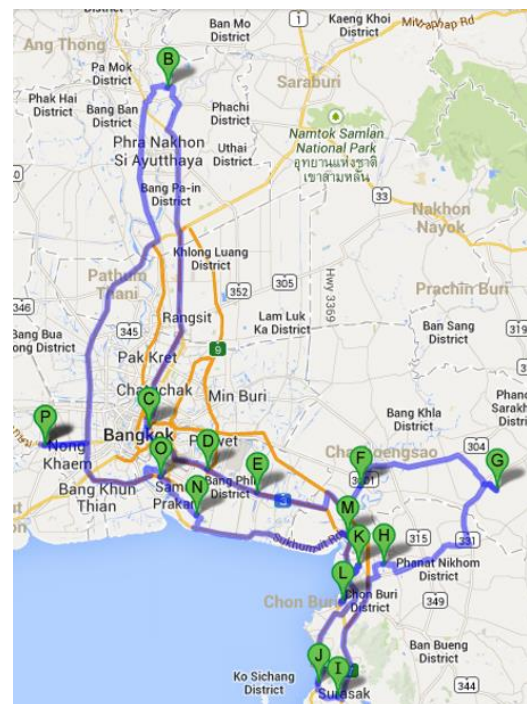 Ban Mo
District
Kaeng Khoi
District
Mittraphap Rd
1
Ang Thong
Pa Mok
District
B
Saraburi
Phak Hai
District
Bang Ban
District
Phachi
District
Namtok Samlan
National Park
อุทยานแห่งชาติ
เขาสามหลั่น
Phra Nakhon
Si Ayutthaya
Uthai
District
Bang Pa-in
District
33
Nakhon
Nayok
Khlong Luang
District
Hwy 3369
Pathum
Thani
352
305
Prachin Buri
346
Rangsit
Lam Luk
Ka District
Ban Sang
District
Bang Bua
345
9
Pak Kret
Min Buri
Bang Khla
District
C
P
Bangkok
D
O
E
F
304
G
Nong
Khaem
Bang Phli
District
3
Bang Khun
Thian
N
M
Sukhumvit Rd
K
H
315
331
Phanat Nikhom
District
L
Chon Buri
Chon Buri
District
349
Ban Bueng
District
J
I
Ko Sichang
District
Surasak
344